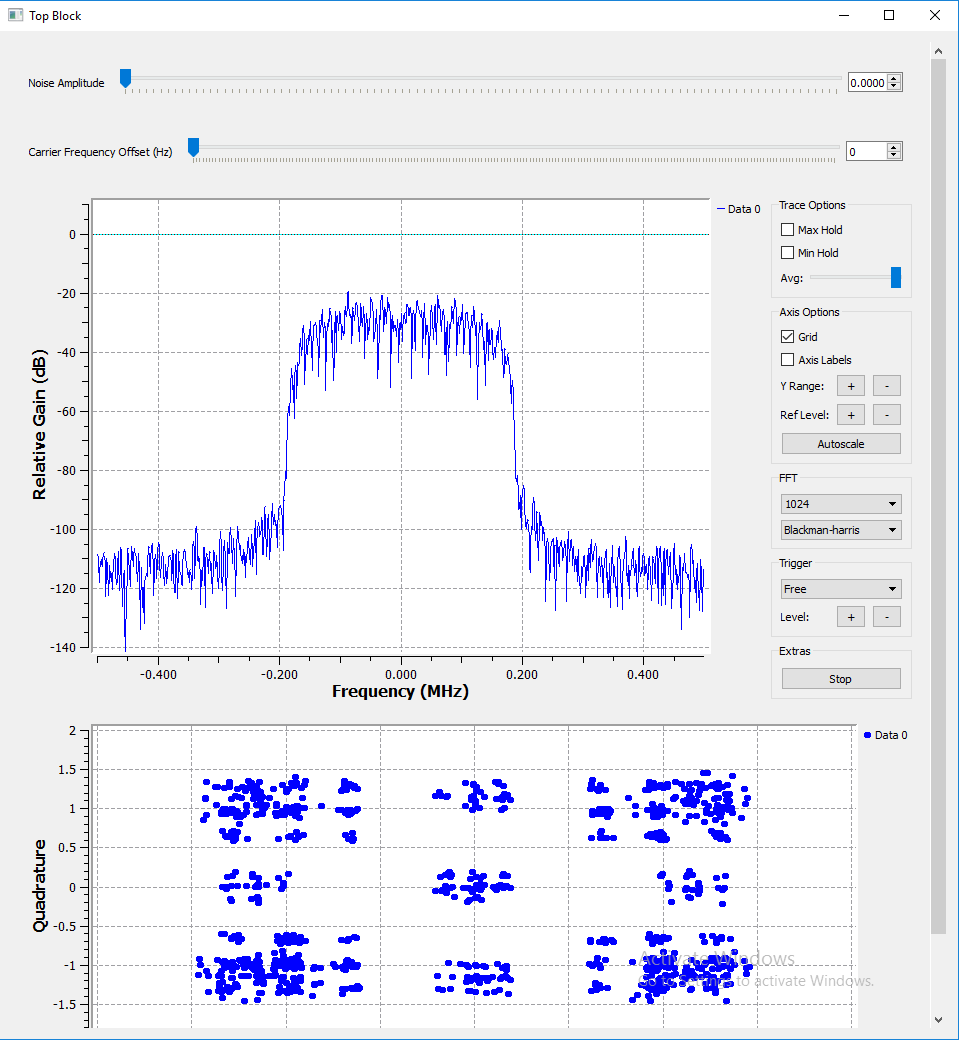 Top Block
Noise Amplitude 0.0000
Carrier Frequency Offset (Hz) 0
Data 0
Relative Gain (dB)
0
-20
-40
-60
-80
-100
-120
-140
-0.400 -0.200 0.000 0.200 0.400
Frequency (MHz)
Trace Options
Max Hold
Min Hold
Avg:
Axis Options
Grid
Axis Labels
Y Range: + -
Ref Level: + -
Autoscale
FFT
1024
Blackman-harris
Trigger
Free
Level: + -
Extras
Stop
Data 0
Quadrature
2
1.5
1
0.5
0
-0.5
-1
-1.5
Activate Windows
Go to Settings to activate Windows.